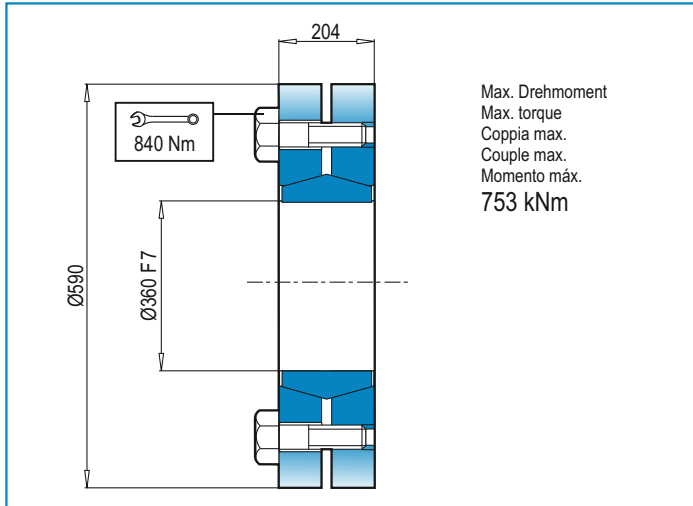 204
840 Nm
Ø590
Ø360 F7
Max. Drehmoment
Max. torque
Coppia max.
Couple max.
Momento máx.
753 kNm